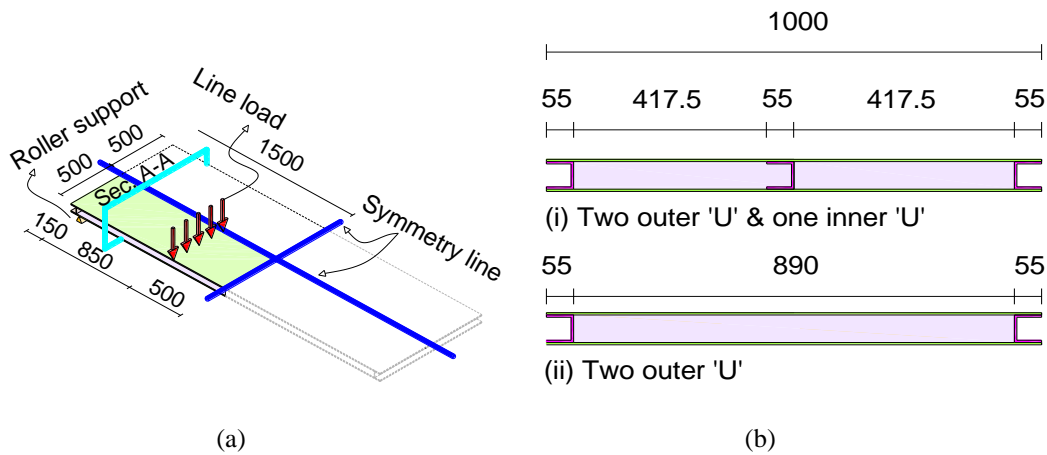 Roller support
500
500
Sec. A-A
Line load
1500
Symmetry line
150
850
500
(a)
1000
55 417.5 55 417.5 55
(i) Two outer 'U' & one inner 'U'
55 890 55
(ii) Two outer 'U'
(b)